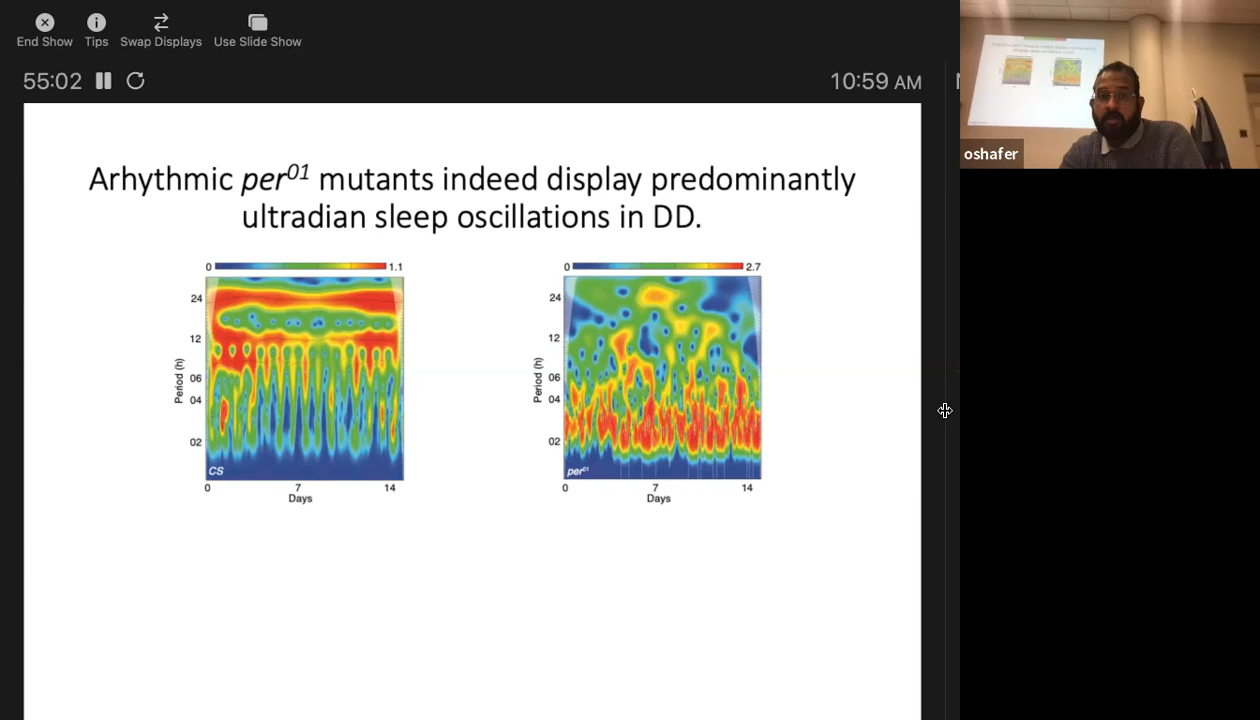 End Show
Tips
Swap Displays
Use Slide Show
55:02
10:59 AM
oshafer
Arhythmic per01 mutants indeed display predominantly
ultradian sleep oscillations in DD.
0 1.1
24
12
06
04
02
Period (h)
CS
0 7 14
Days
0 2.7
24
12
06
04
02
Period (h)
per01
0 7 14
Days